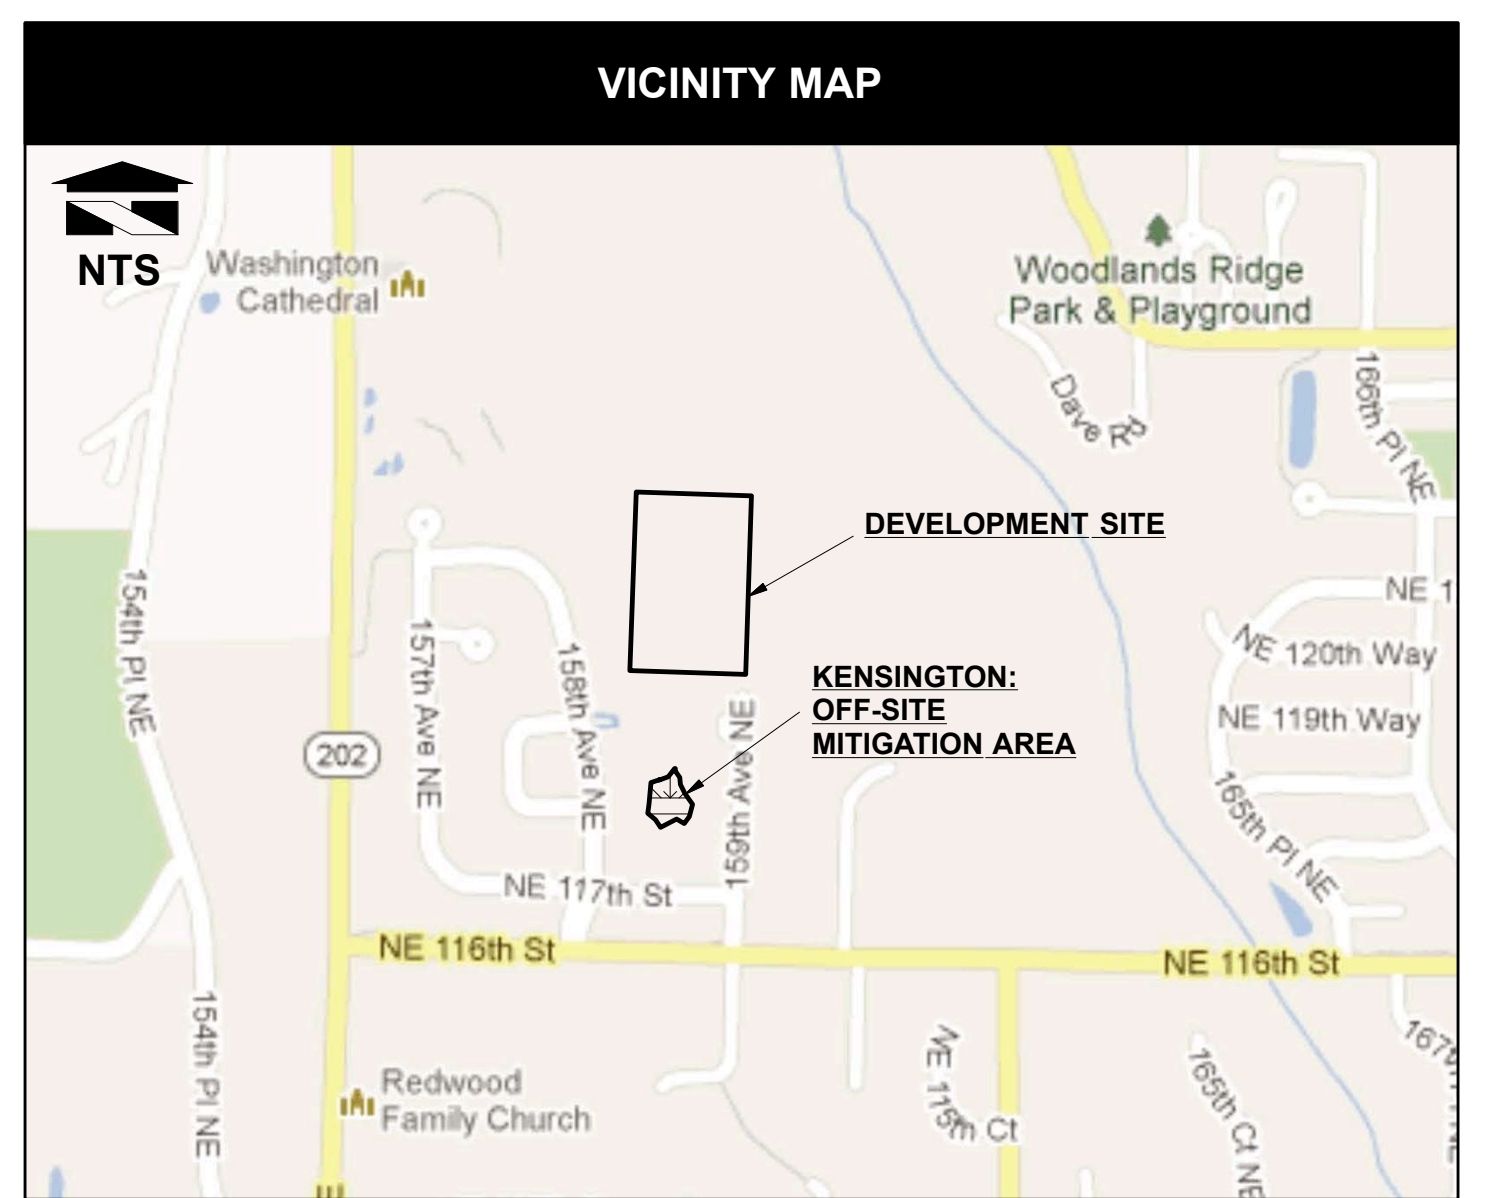 VICINITY MAP
NTS
Washington
Cathedral
Woodlands Ridge
Park & Playground
Dave Rd
166th Pl NE
DEVELOPMENT SITE
154th Pl NE
157th Ave NE
158th Ave NE
NE 1
NE 120th Way
NE 119th Way
KENSINGTON:
OFF-SITE
MITIGATION AREA
202
159th Ave NE
165th Pl NE
NE 117th St
NE 116th St
NE 116th St
154th Pl NE
Redwood
Family Church
NE 115th Ct
165th Ct NE